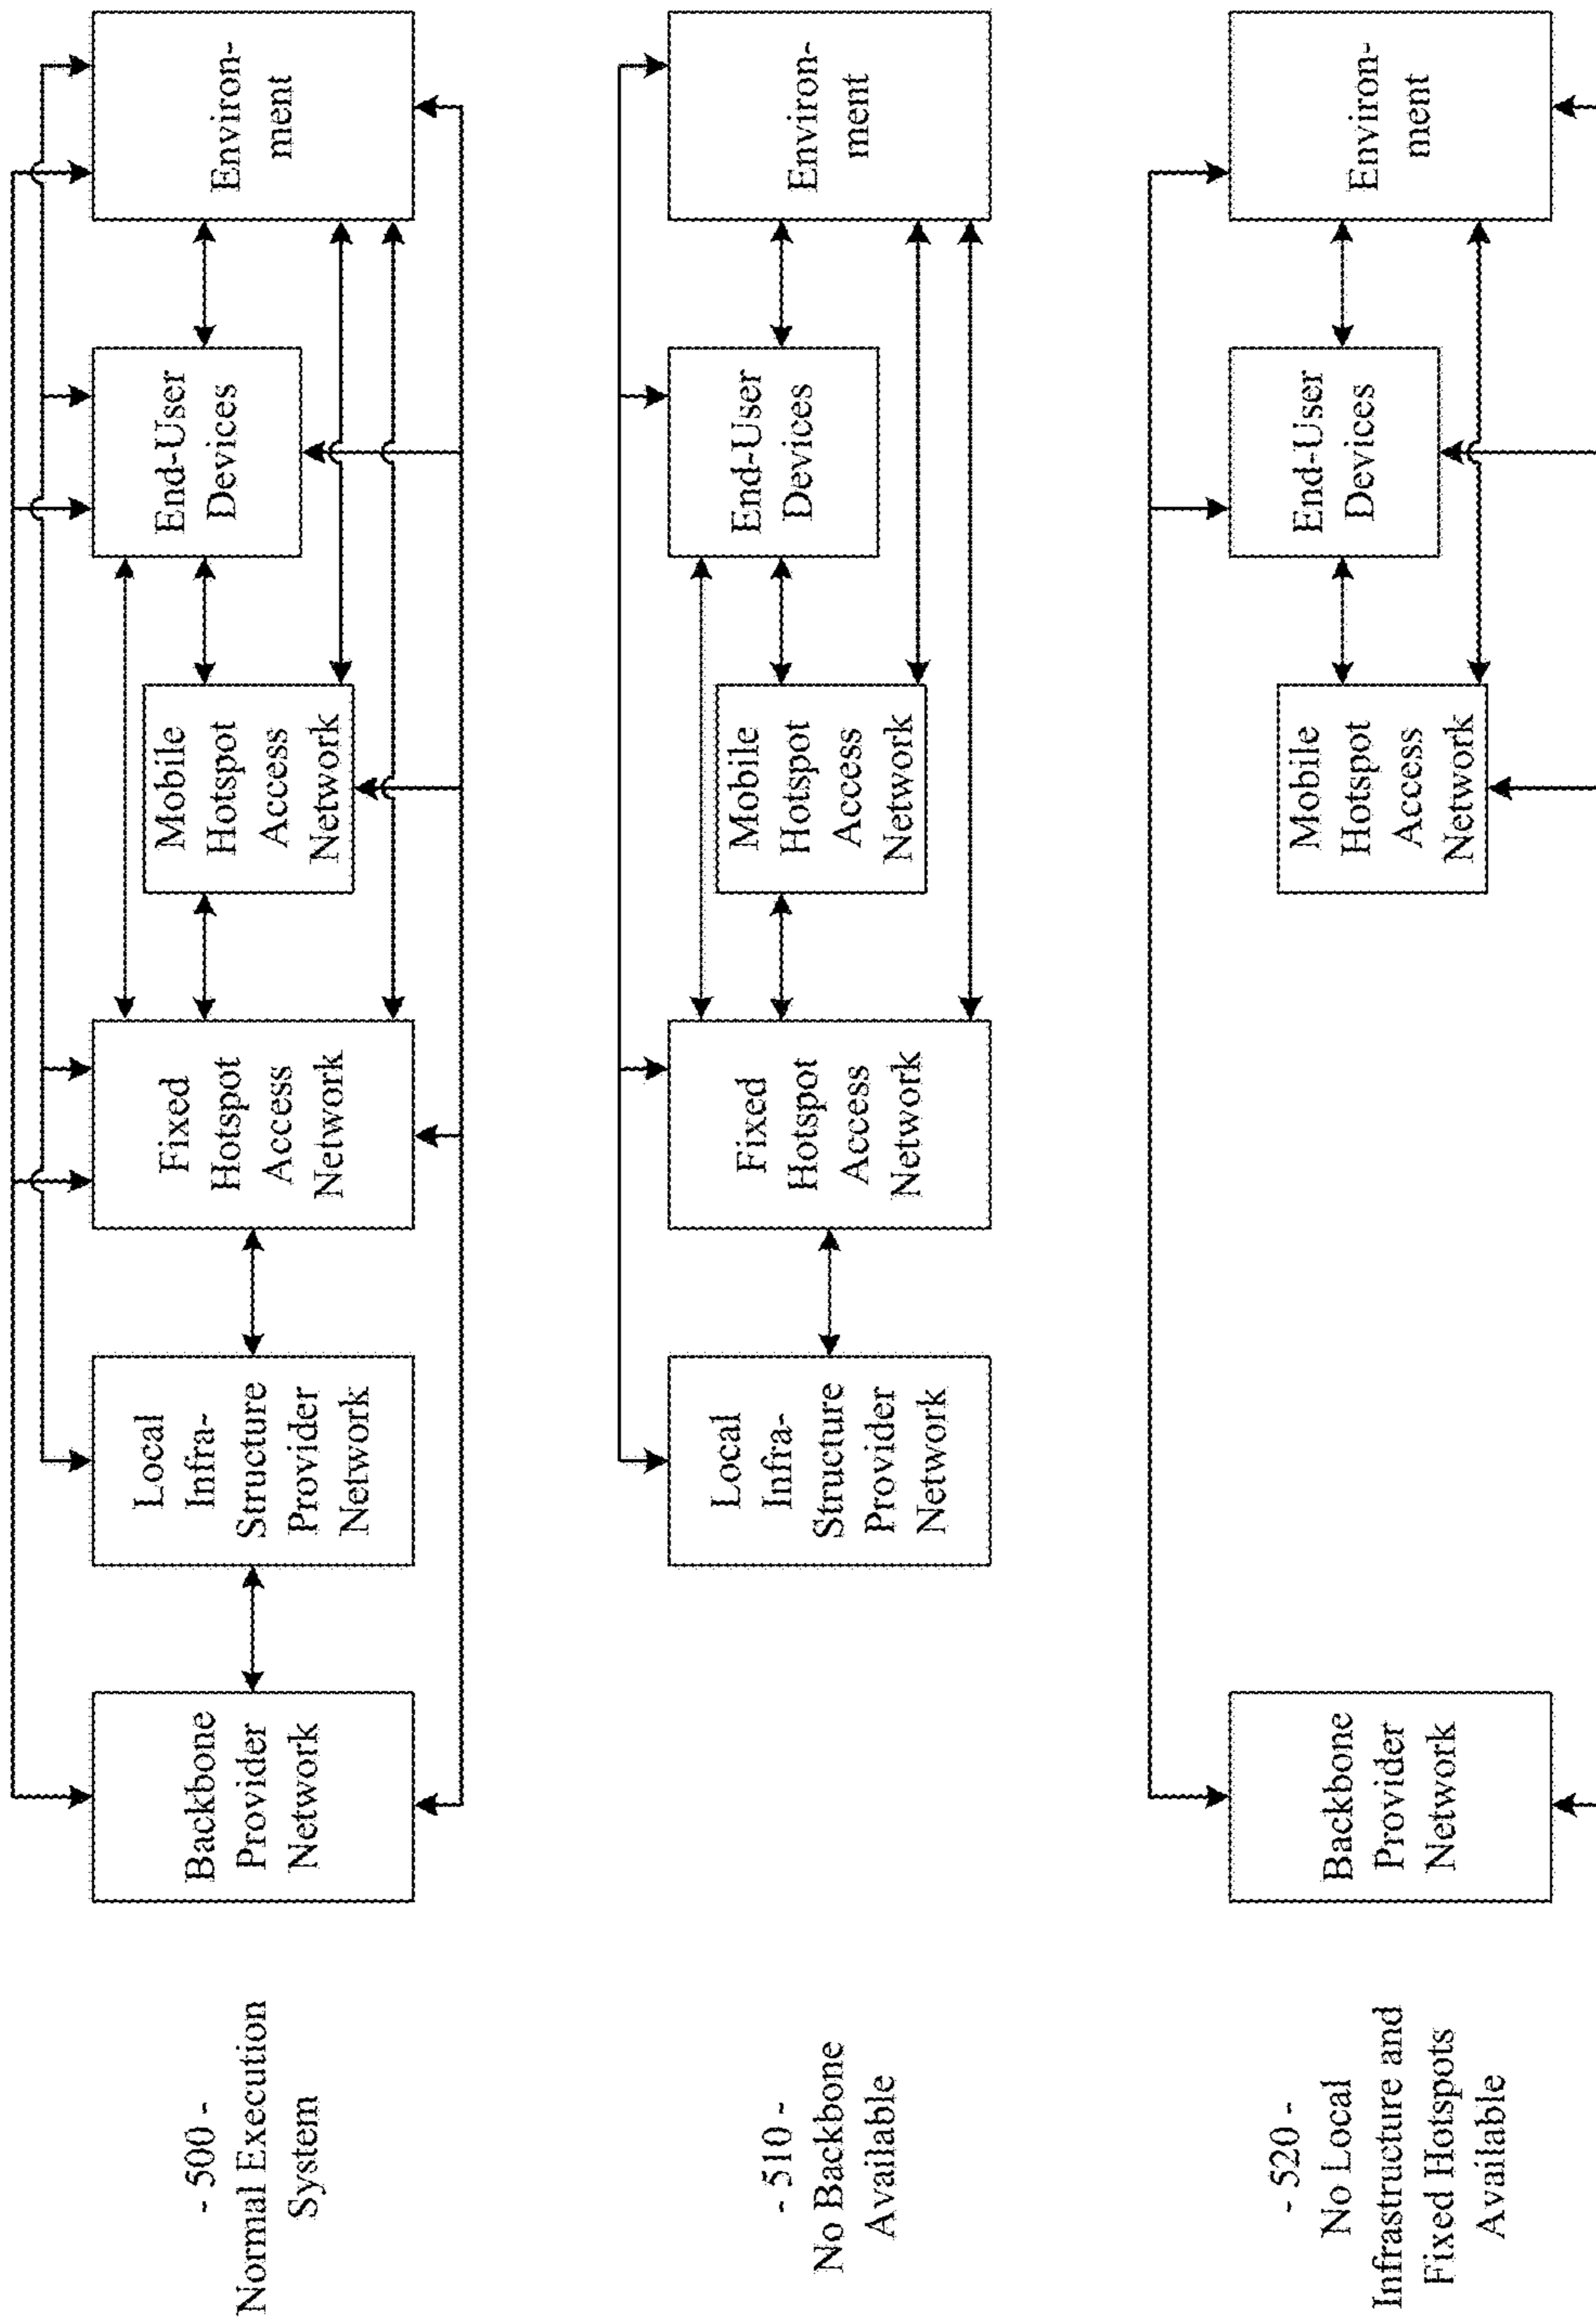 - 500 -
Normal Execution
System
Backbone
Provider
Network
Local
Infra-
Structure
Provider
Network
Fixed
Hotspot
Access
Network
Mobile
Hotspot
Access
Network
End-User
Devices
Environ-
ment
- 510 -
No Backbone
Available
Local
Infra-
Structure
Provider
Network
Fixed
Hotspot
Access
Network
Mobile
Hotspot
Access
Network
End-User
Devices
Environ-
ment
- 520 -
No Local
Infrastructure and
Fixed Hotspots
Available
Backbone
Provider
Network
Mobile
Hotspot
Access
Network
End-User
Devices
Environ-
ment